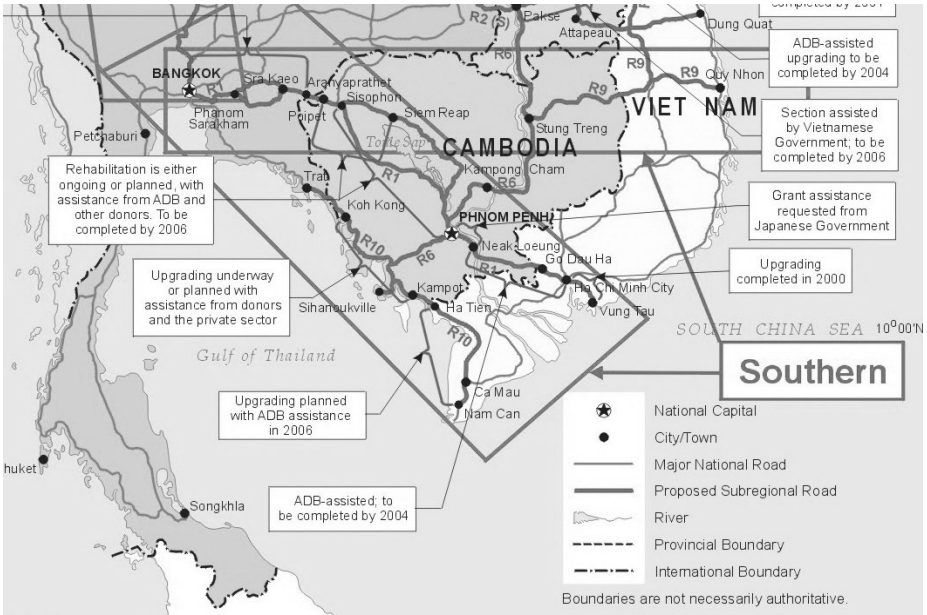 completed by 2004
R2 (S)
Pakse
Attapeau
Dung Quat
R6
ADB-assisted
upgrading to be
completed by 2004
BANGKOK
R1
Sra Kaeo
Aranyaprathet
Sisophon
Poipet
Phanom
Sarakham
Siem Reap
R9
R9
R9
Quy Nhon
VIET NAM
Petchaburi
Tonle Sap
Stung Treng
CAMBODIA
Section assisted
by Vietnamese
Government; to be
completed by 2006
Rehabilitation is either
ongoing or planned, with
assistance from ADB and
other donors. To be
completed by 2006
Trat
R1
Kampong Cham
R6
Koh Kong
PHNOM PENH
Grant assistance
requested from
Japanese Government
R10
R6
Neak Loeung
R1
Go Dau Ha
Upgrading
completed in 2000
Upgrading underway
or planned with
assistance from donors
and the private sector
Sihanoukville
Kampot
Ha Tien
Ho Chi Minh City
Vung Tau
SOUTH CHINA SEA
10°00'N
Gulf of Thailand
R10
Southern
Upgrading planned
with ADB assistance
in 2006
Ca Mau
Nam Can
National Capital
City/Town
Major National Road
Proposed Subregional Road
River
Provincial Boundary
International Boundary
huket
Songkhla
ADB-assisted; to
be completed by 2004
Boundaries are not necessarily authoritative.